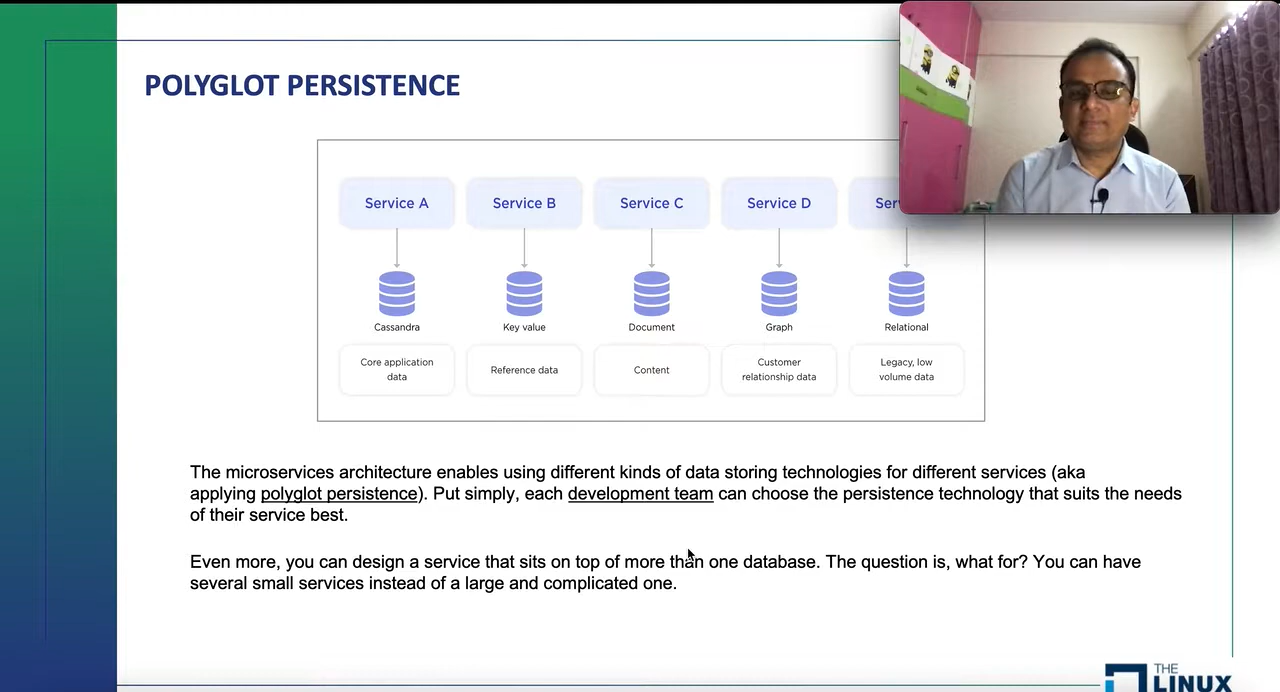 POLYGLOT PERSISTENCE
Service A
Service B
Service C
Service D
Ser
Cassandra
Key value
Document
Graph
Relational
Core application
data
Reference data
Content
Customer
relationship data
Legacy, low
volume data
The microservices architecture enables using different kinds of data storing technologies for different services (aka
applying polyglot persistence). Put simply, each development team can choose the persistence technology that suits the needs
of their service best.
Even more, you can design a service that sits on top of more than one database. The question is, what for? You can have
several small services instead of a large and complicated one.
THE
LINUX